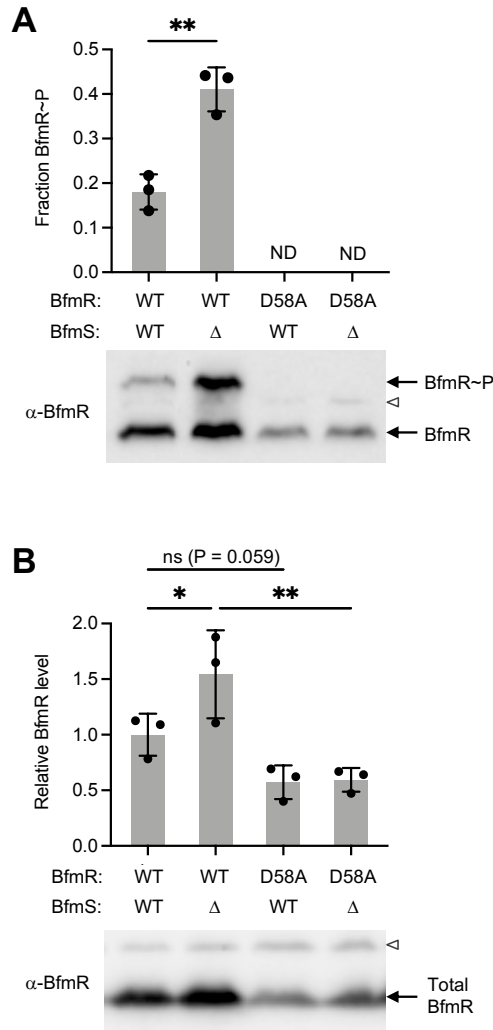 A
**
0.5
0.4
0.3
0.2
0.1
0.0
Fraction BfmR~P
ND ND
BfmR: WT WT D58A D58A
BfmS: WT Δ WT Δ
α-BfmR
BfmR~P
BfmR
B
ns (P = 0.059)
* **
2.0
1.5
1.0
0.5
0.0
Relative BfmR level
BfmR: WT WT D58A D58A
BfmS: WT Δ WT Δ
α-BfmR
Total
BfmR